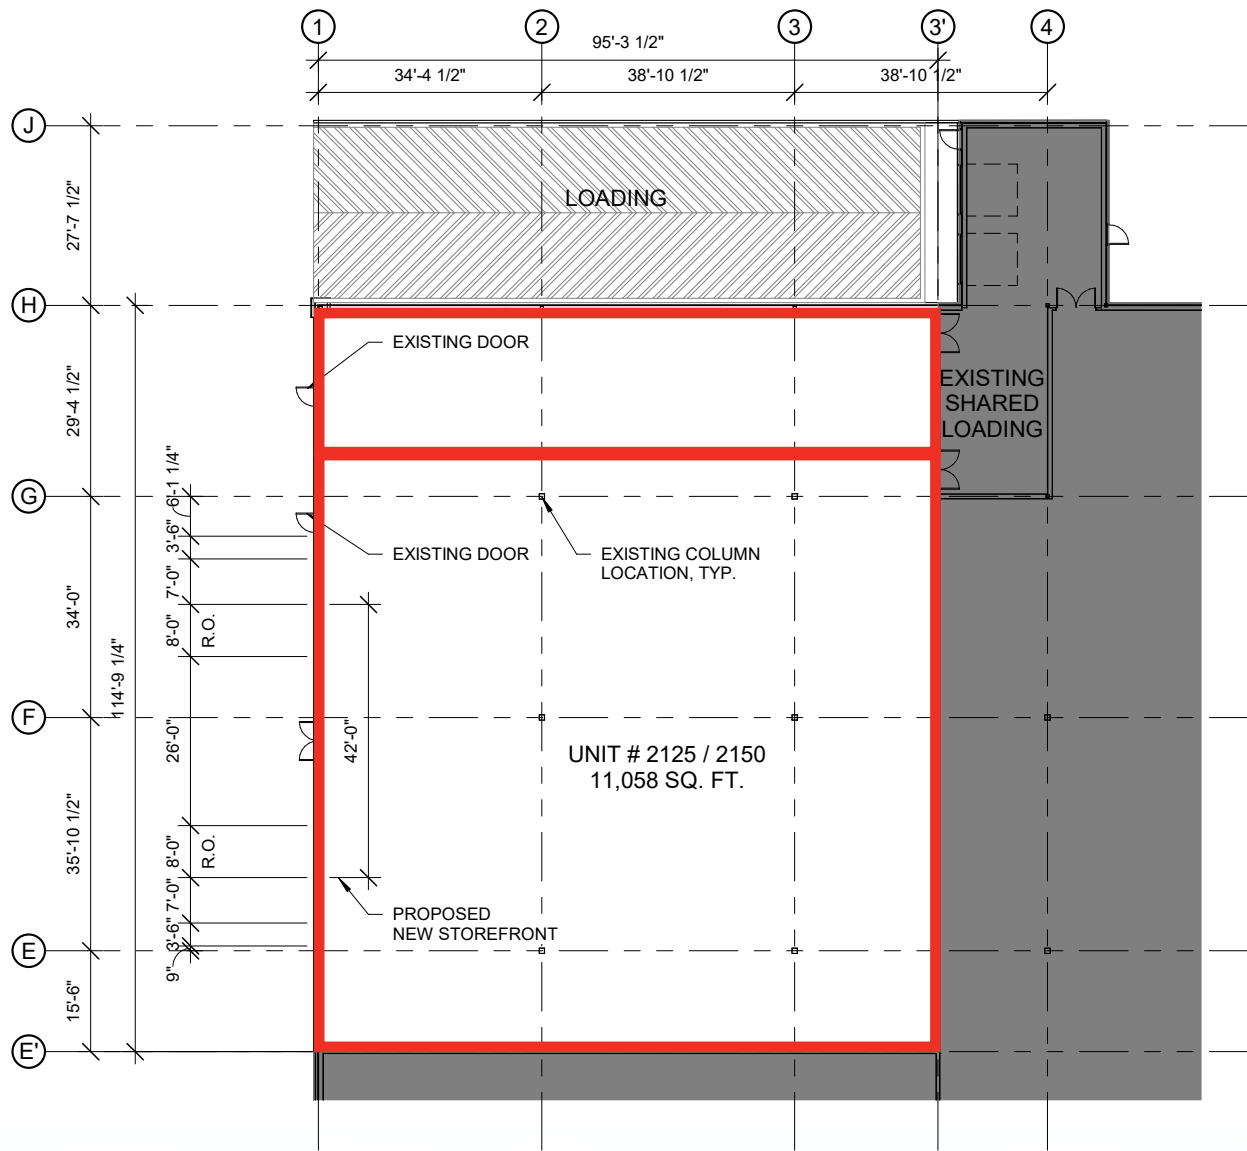 1
2
3
3'
4
95'-3 1/2"
34'-4 1/2"
38'-10 1/2"
38'-10 1/2"
J
27'-7 1/2"
LOADING
H
EXISTING DOOR
29'-4 1/2"
EXISTING
SHARED
LOADING
G
6'-1 1/4"
3'-6"
EXISTING DOOR
EXISTING COLUMN
LOCATION, TYP.
7'-0"
34'-0"
8'-0"
R.O.
114'-9 1/4"
F
26'-0"
42'-0"
UNIT # 2125 / 2150
11,058 SQ. FT.
35'-10 1/2"
8'-0"
R.O.
7'-0"
PROPOSED
NEW STOREFRONT
3'-6"
E
9"
15'-6"
E'